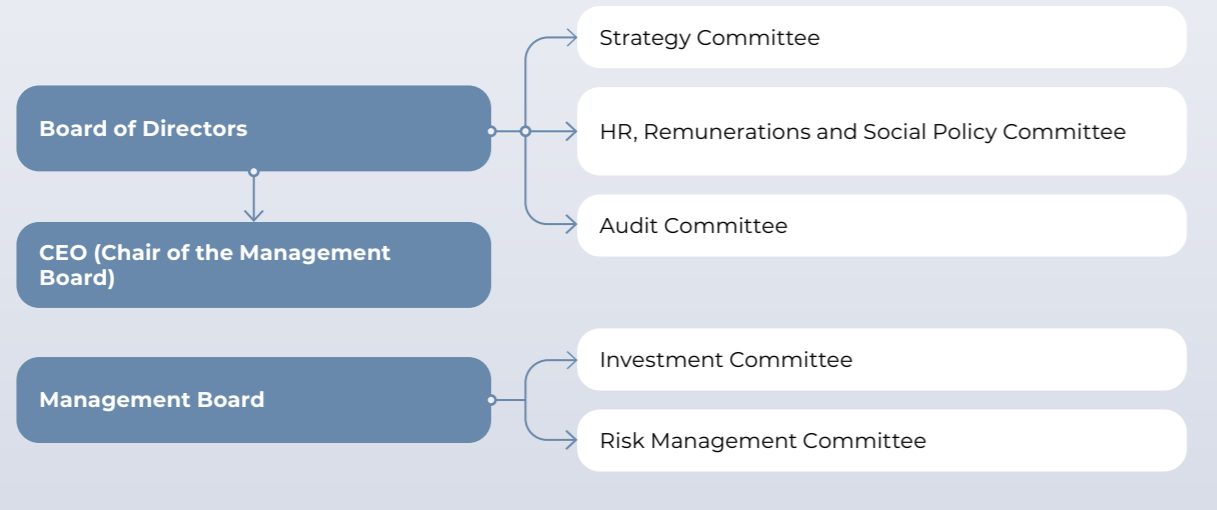 Strategy Committee
Board of Directors
HR, Remunerations and Social Policy Committee
Audit Committee
CEO (Chair of the Management
Board)
Investment Committee
Management Board
Risk Management Committee